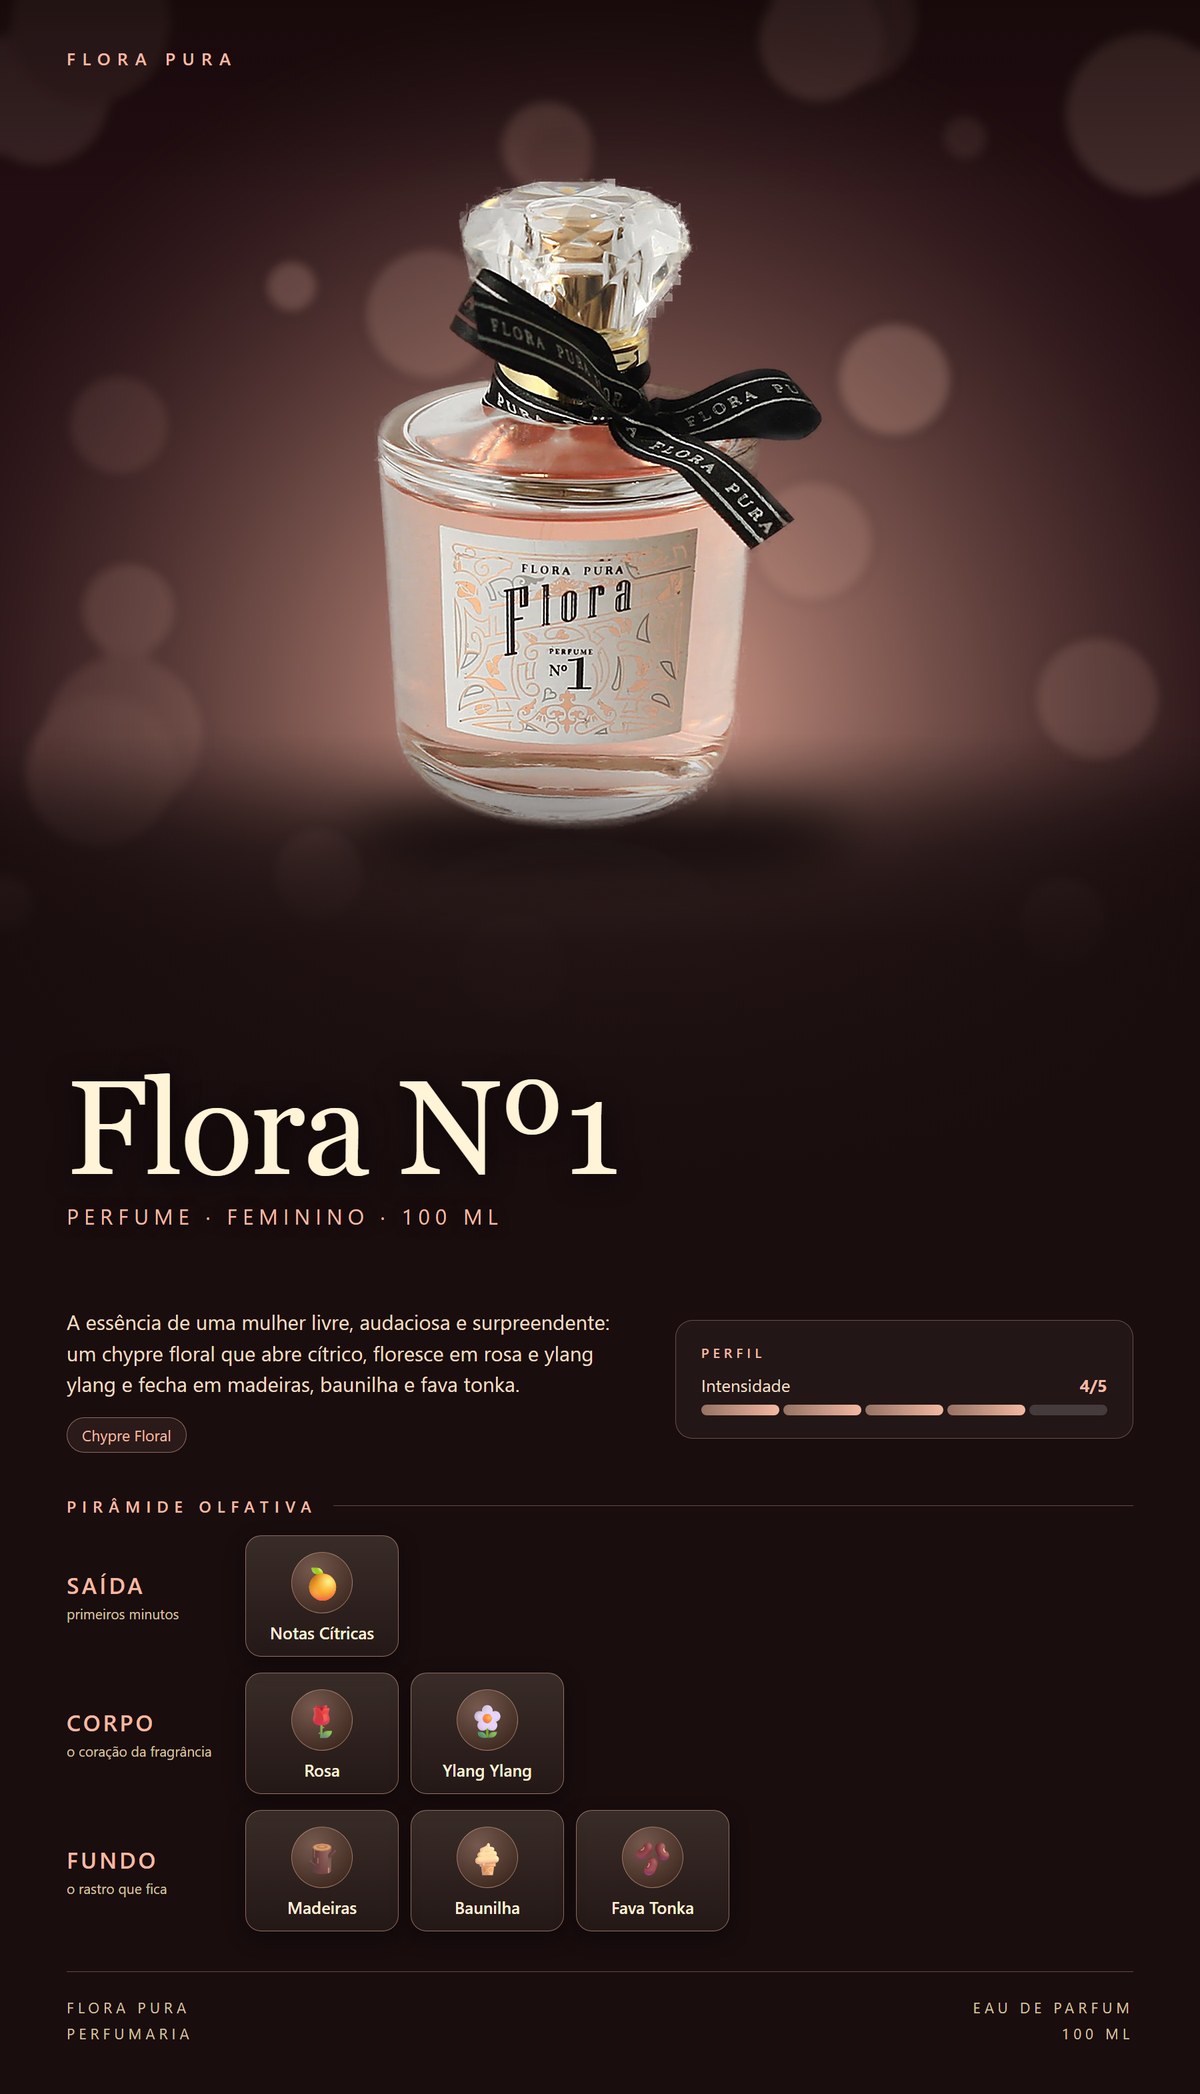 FLORA PURA
FLORA PURA
PURA
FLORA PU
FLORA PURA
FLORA PURA
Flora
PERFUME
Nº1
Flora Nº1
PERFUME · FEMININO · 100 ML
A essência de uma mulher livre, audaciosa e surpreendente:
um chypre floral que abre cítrico, floresce em rosa e ylang
ylang e fecha em madeiras, baunilha e fava tonka.
Chypre Floral
PERFIL
Intensidade 4/5
PIRÂMIDE OLFATIVA
SAÍDA
primeiros minutos
Notas Cítricas
CORPO
o coração da fragrância
Rosa
Ylang Ylang
FUNDO
o rastro que fica
Madeiras
Baunilha
Fava Tonka
FLORA PURA
PERFUMARIA
EAU DE PARFUM
100 ML